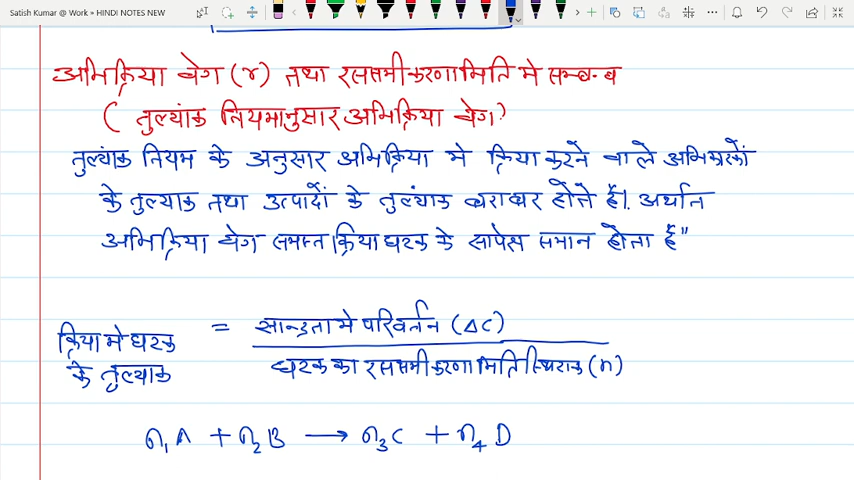 Satish Kumar @ Work » HINDI NOTES NEW
अभिक्रिया वेग (r) तथा रससमीकरणमिति मे सम्बन्ध
( तुल्यांक नियमानुसार अभिक्रिया वेग)
तुल्यांक नियम के अनुसार अभिक्रिया मे क्रिया करने वाले अभिकारकों
के तुल्याक तथा उत्पादों के तुल्यांक बराबर होते हैं। अर्थात
अभिक्रिया वेग समस्त क्रियाघटक के सापेक्ष समान होता है"
क्रिया मे घटक के तुल्याक = सान्द्रता मे परिवर्तन (ΔC)
घटक का रससमीकरणमिति स्थिरांक (n)
n₁A + n₂B → n₃C + n₄D